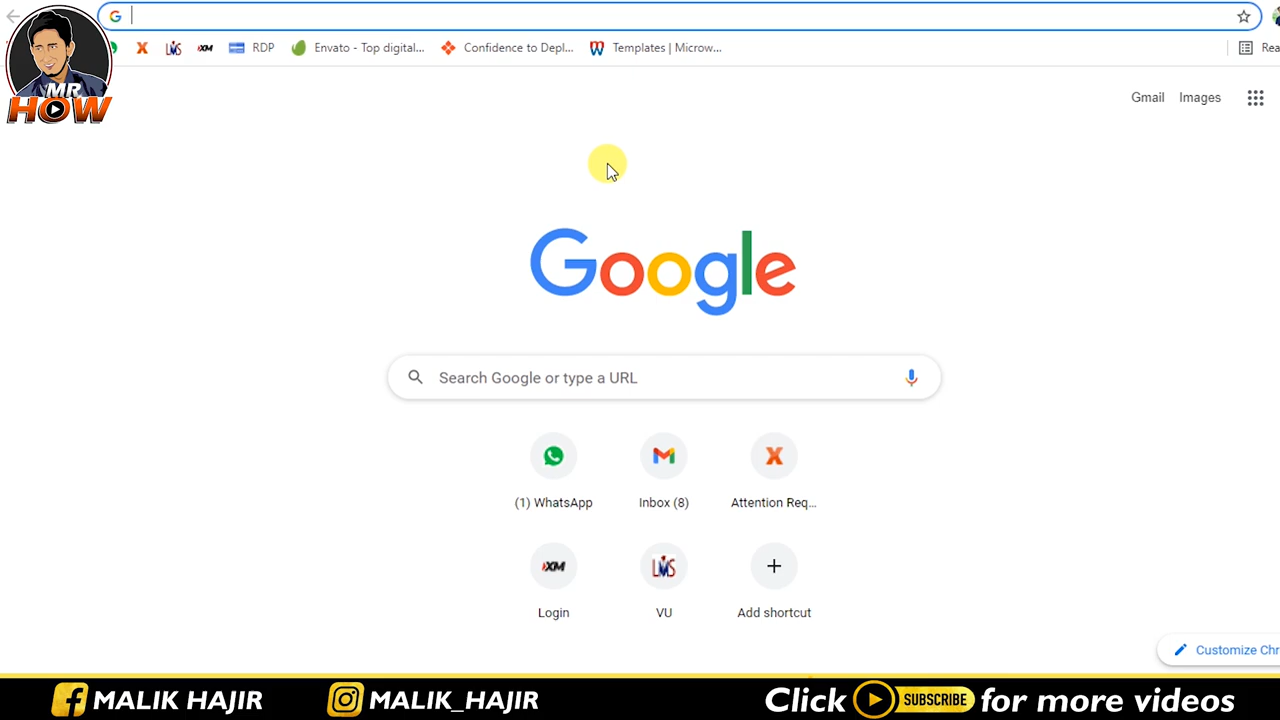 RDP
Envato - Top digital...
Confidence to Depl...
Templates | Microw...
Rea
MR
HOW
Gmail
Images
Google
Search Google or type a URL
(1) WhatsApp
Inbox (8)
Attention Req...
XM
LMS
Login
VU
Add shortcut
Customize Chr
MALIK HAJIR
MALIK_HAJIR
Click SUBSCRIBE for more videos